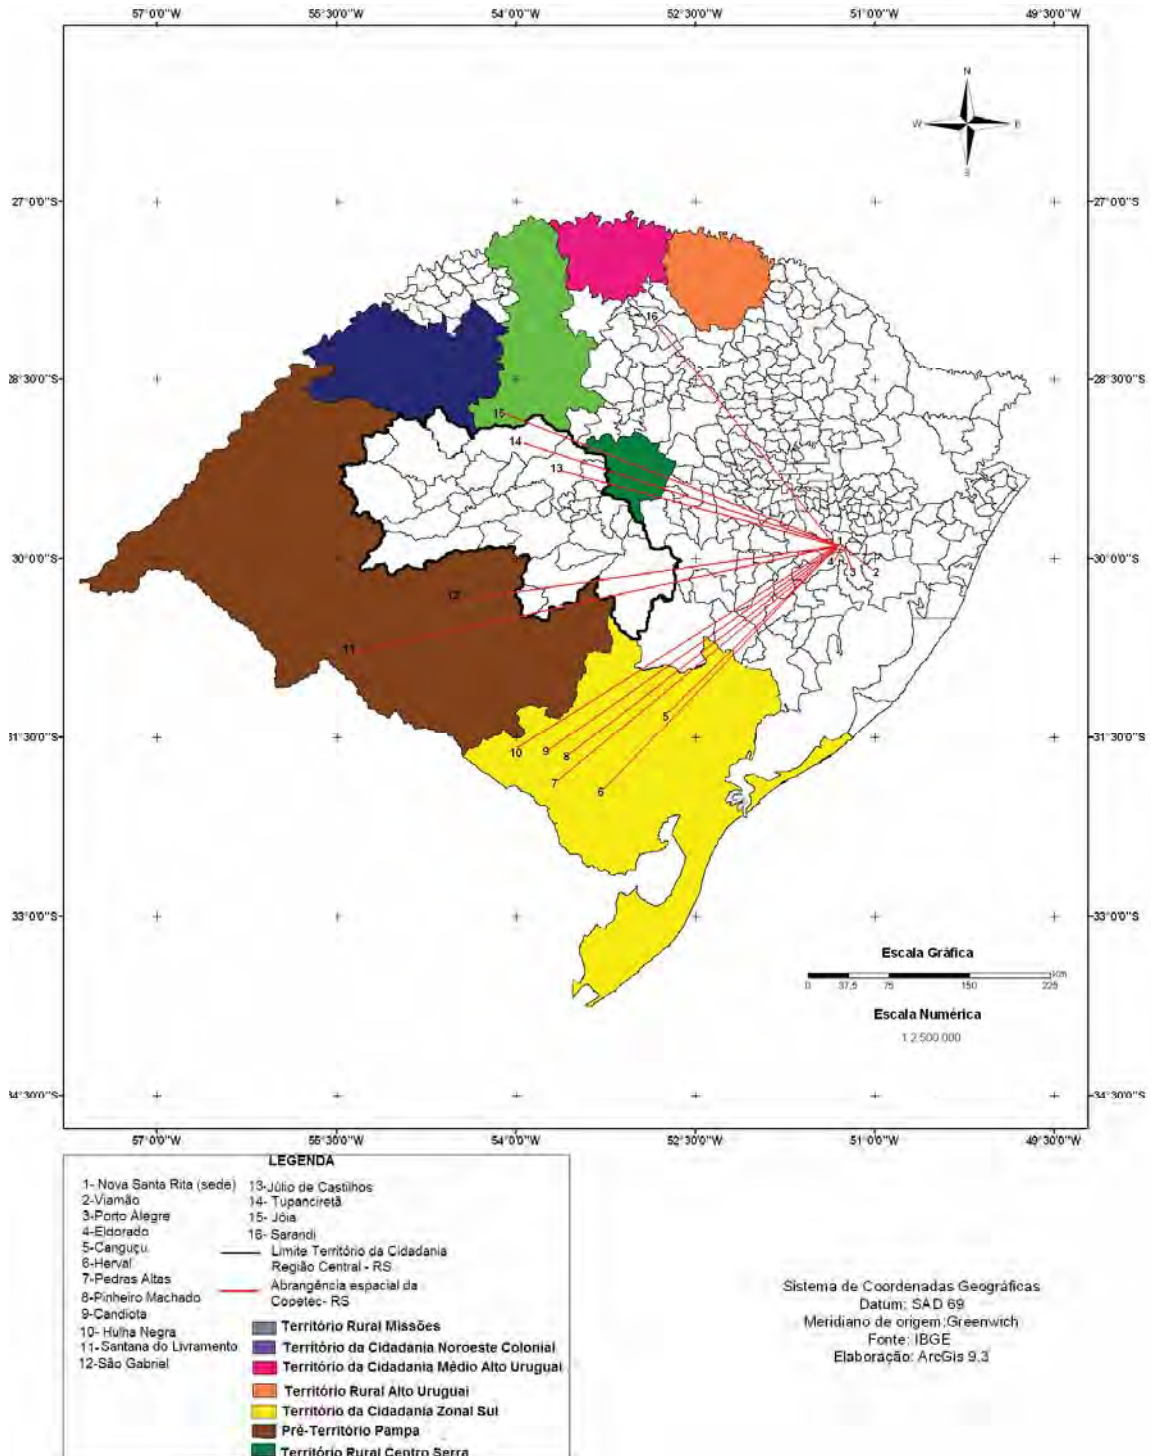 57°0'0"W 55°30'0"W 54°0'0"W 52°30'0"W 51°0'0"W 49°30'0"W
N
W
S
27°0'0"S 27°0'0"S
16
28°30'0"S 28°30'0"S
15
14
13
1
30°0'0"S 30°0'0"S
4 3 2
12
11
5
31°30'0"S 31°30'0"S
10 9 8
7 6
33°0'0"S 33°0'0"S
Escala Gráfica
Km
0 37,5 75 150 225
Escala Numérica
1:2.500.000
34°30'0"S 34°30'0"S
57°0'0"W 55°30'0"W 54°0'0"W 52°30'0"W 51°0'0"W 49°30'0"W
LEGENDA
1- Nova Santa Rita (sede)
2-Viamão
3-Porto Alegre
4-Eldorado
5-Canguçu
6-Herval
7-Pedras Altas
8-Pinheiro Machado
9-Candiota
10- Hulha Negra
11-Santana do Livramento
12-São Gabriel
13-Júlio de Castilhos
14- Tupanciretã
15- Jóia
16- Sarandi
Limite Território da Cidadania
Região Central - RS
Abrangência espacial da
Copetec- RS
Território Rural Missões
Território da Cidadania Noroeste Colonial
Território da Cidadania Médio Alto Uruguai
Território Rural Alto Uruguai
Território da Cidadania Zonal Sul
Pré-Território Pampa
Território Rural Centro Serra
Sistema de Coordenadas Geográficas
Datum: SAD 69
Meridiano de origem:Greenwich
Fonte: IBGE
Elaboração: ArcGis 9.3